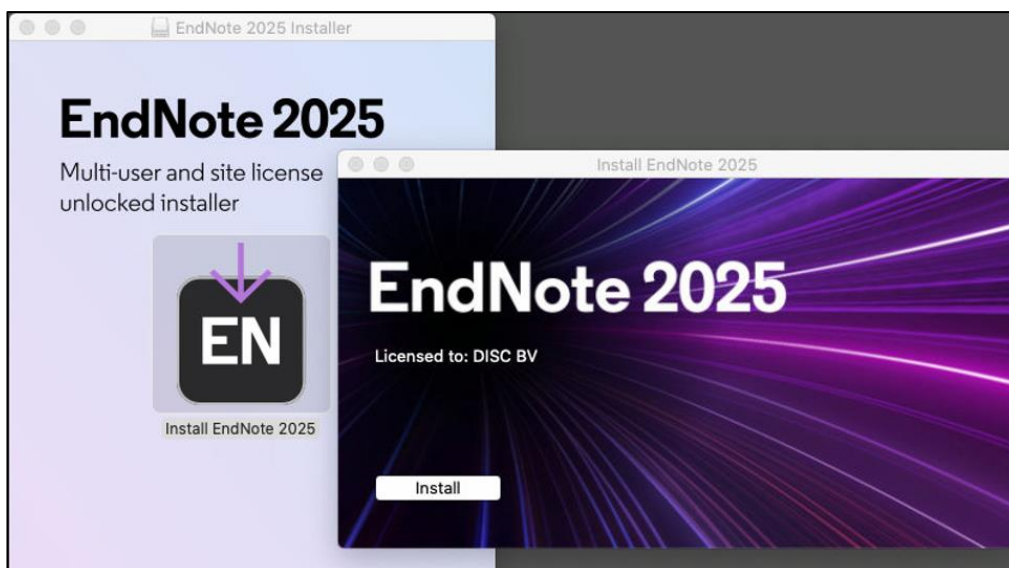 EndNote 2025 Installer
EndNote 2025
Multi-user and site license
unlocked installer
EN
Install EndNote 2025
Install EndNote 2025
EndNote 2025
Licensed to: DISC BV
Install